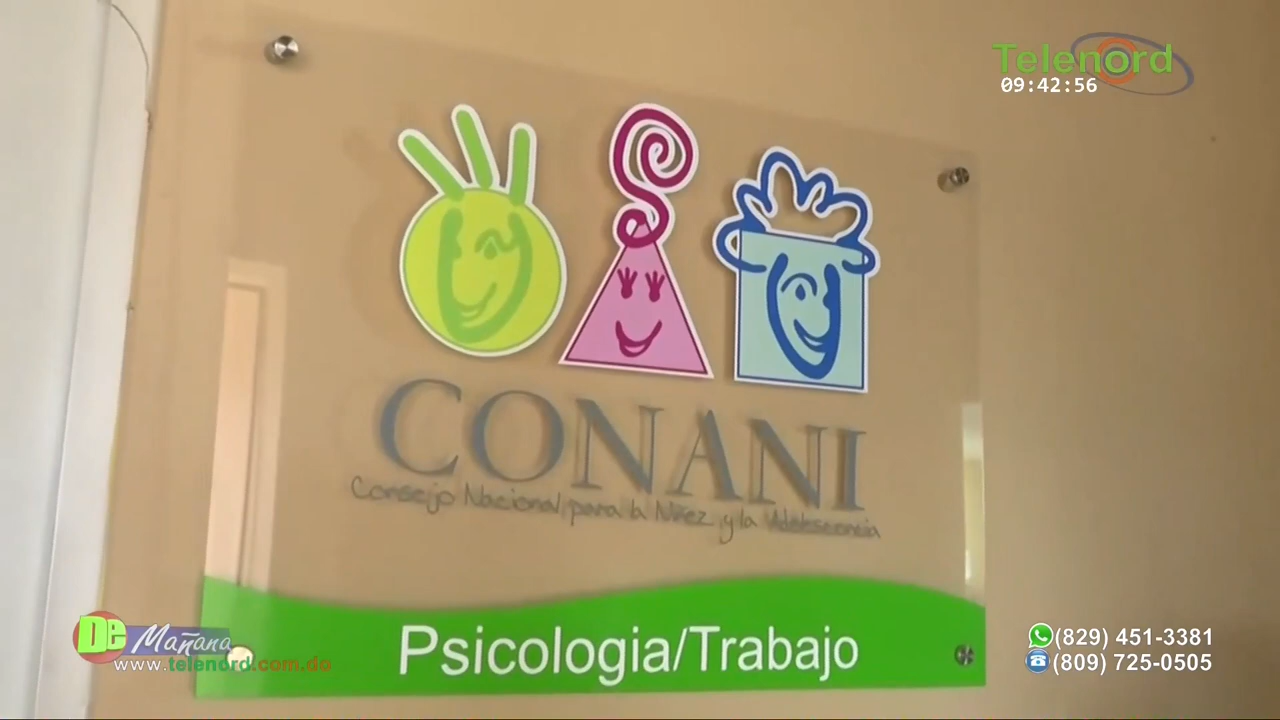 Telenord
09:42:56
CONANI
Consejo Nacional para la Niñez y la Adolescencia
Psicologia/Trabajo
De Mañana
www.telenord.com.do
(829) 451-3381
(809) 725-0505